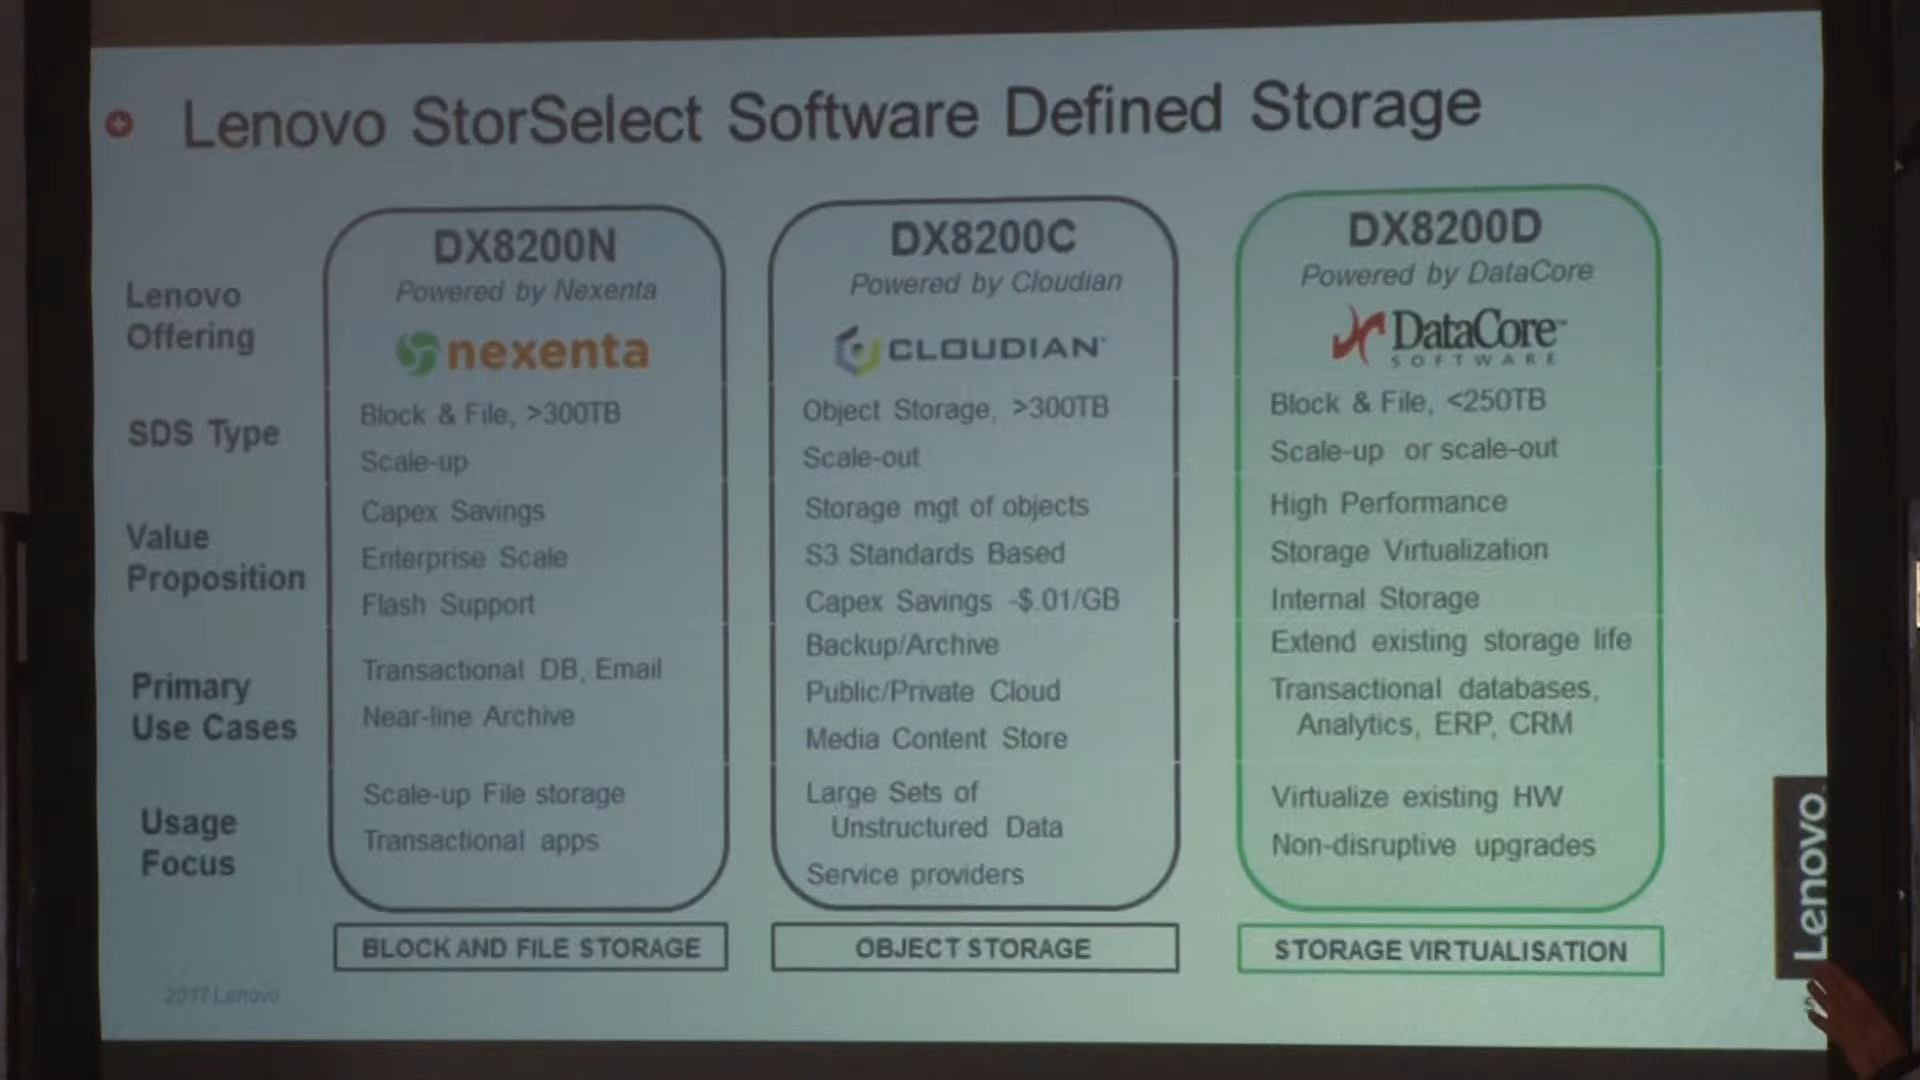 Lenovo StorSelect Software Defined Storage
Lenovo
Offering
SDS Type
Value
Proposition
Primary
Use Cases
Usage
Focus
DX8200N
Powered by Nexenta
nexenta
Block & File, >300TB
Scale-up
Capex Savings
Enterprise Scale
Flash Support
Transactional DB, Email
Near-line Archive
Scale-up File storage
Transactional apps
BLOCK AND FILE STORAGE
DX8200C
Powered by Cloudian
CLOUDIAN
Object Storage, >300TB
Scale-out
Storage mgt of objects
S3 Standards Based
Capex Savings -$.01/GB
Backup/Archive
Public/Private Cloud
Media Content Store
Large Sets of
Unstructured Data
Service providers
OBJECT STORAGE
DX8200D
Powered by DataCore
DataCore™
SOFTWARE
Block & File, <250TB
Scale-up or scale-out
High Performance
Storage Virtualization
Internal Storage
Extend existing storage life
Transactional databases,
Analytics, ERP, CRM
Virtualize existing HW
Non-disruptive upgrades
STORAGE VIRTUALISATION
2017 Lenovo
Lenovo